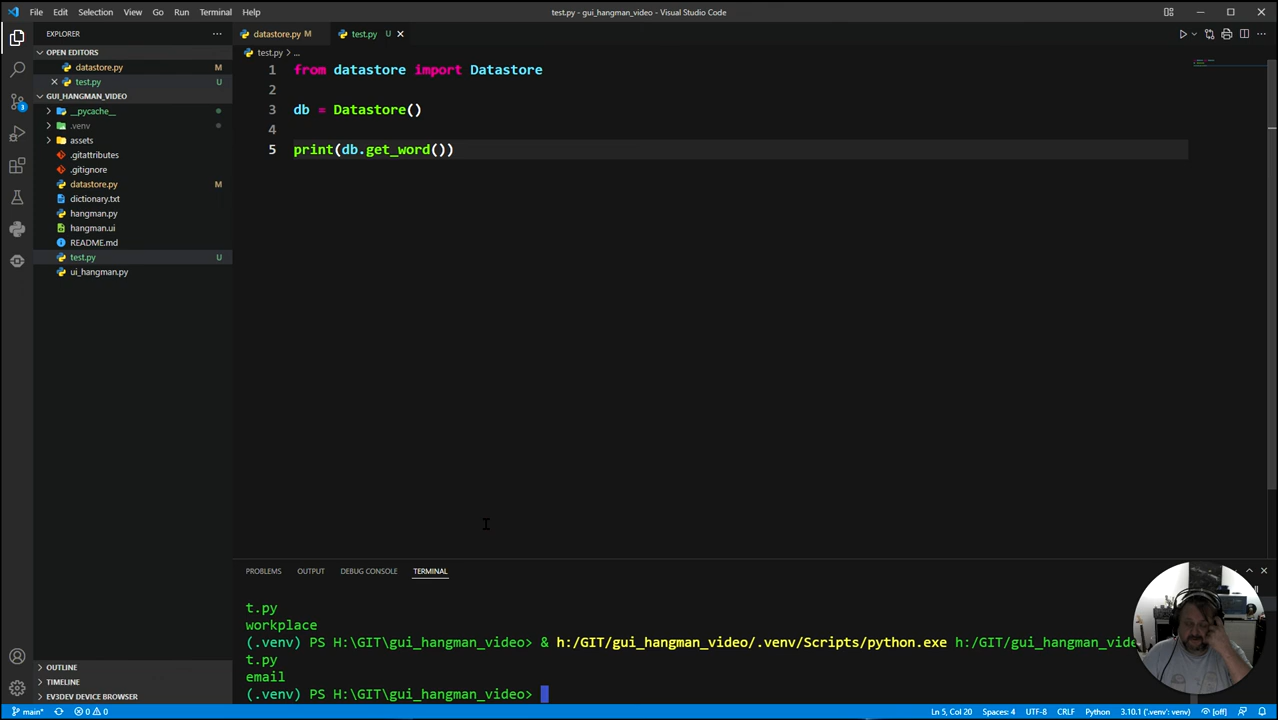 File Edit Selection View Go Run Terminal Help
test.py - gui_hangman_video - Visual Studio Code
EXPLORER
OPEN EDITORS
datastore.py M
test.py U
GUI_HANGMAN_VIDEO
__pycache__
.venv
assets
.gitattributes
.gitignore
datastore.py M
dictionary.txt
hangman.py
hangman.ui
README.md
test.py U
ui_hangman.py
3
OUTLINE
TIMELINE
EV3DEV DEVICE BROWSER
datastore.py M test.py U
test.py > ...
1 from datastore import Datastore
2
3 db = Datastore()
4
5 print(db.get_word())
PROBLEMS OUTPUT DEBUG CONSOLE TERMINAL
t.py
workplace
(.venv) PS H:\GIT\gui_hangman_video> & h:/GIT/gui_hangman_video/.venv/Scripts/python.exe h:/GIT/gui_hangman_vide
t.py
email
(.venv) PS H:\GIT\gui_hangman_video>
main* 0 0 Ln 5, Col 20 Spaces: 4 UTF-8 CRLF Python 3.10.1 ('.venv': venv) [off]